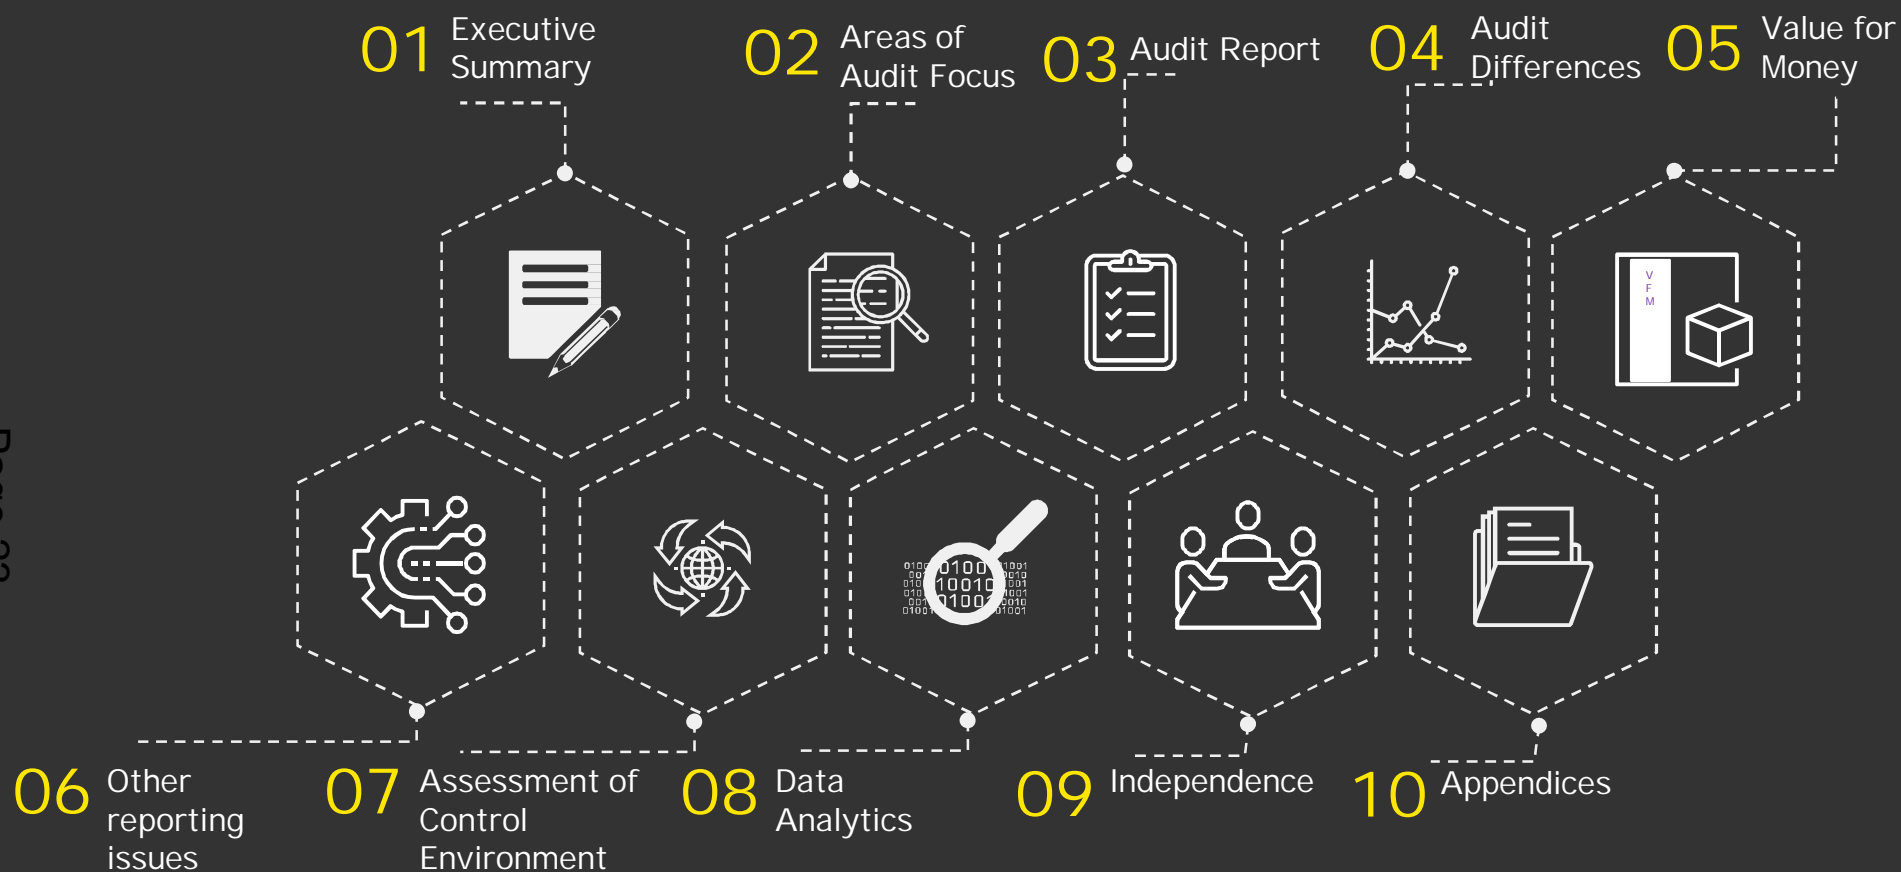 01 Executive
Summary
02 Areas of
Audit Focus
03 Audit Report
04 Audit
Differences
05 Value for
Money
V
F
M
06 Other
reporting
issues
07 Assessment of
Control
Environment
08 Data
Analytics
09 Independence
10 Appendices